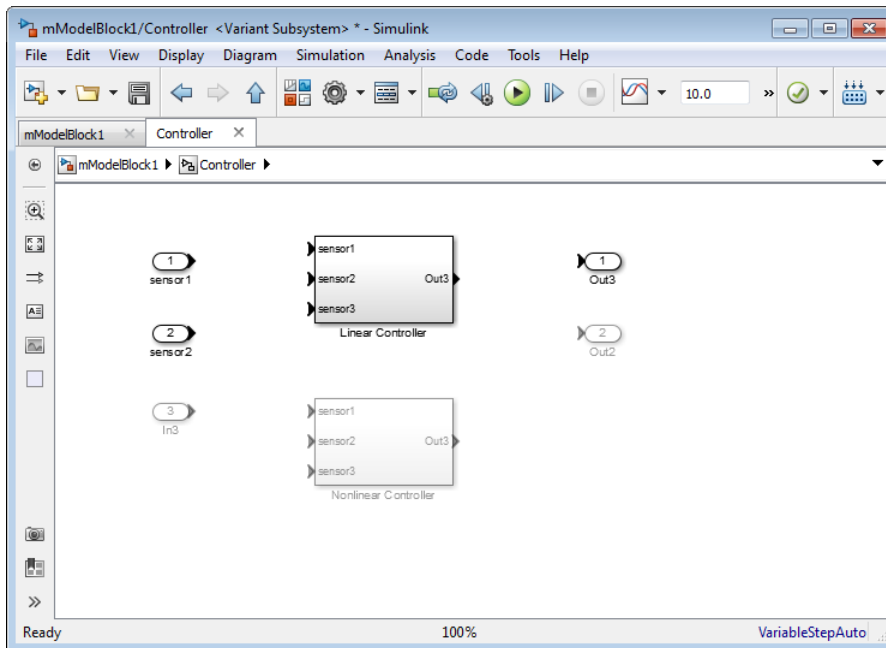 mModelBlock1/Controller <Variant Subsystem> * - Simulink
File Edit View Display Diagram Simulation Analysis Code Tools Help
10.0 »
mModelBlock1 Controller
mModelBlock1 Controller
sensor1
1
sensor1
sensor2 Out3
sensor3
Linear Controller
1
Out3
2
sensor2
2
Out2
3
In3
sensor1
sensor2 Out3
sensor3
Nonlinear Controller
Ready 100% VariableStepAuto